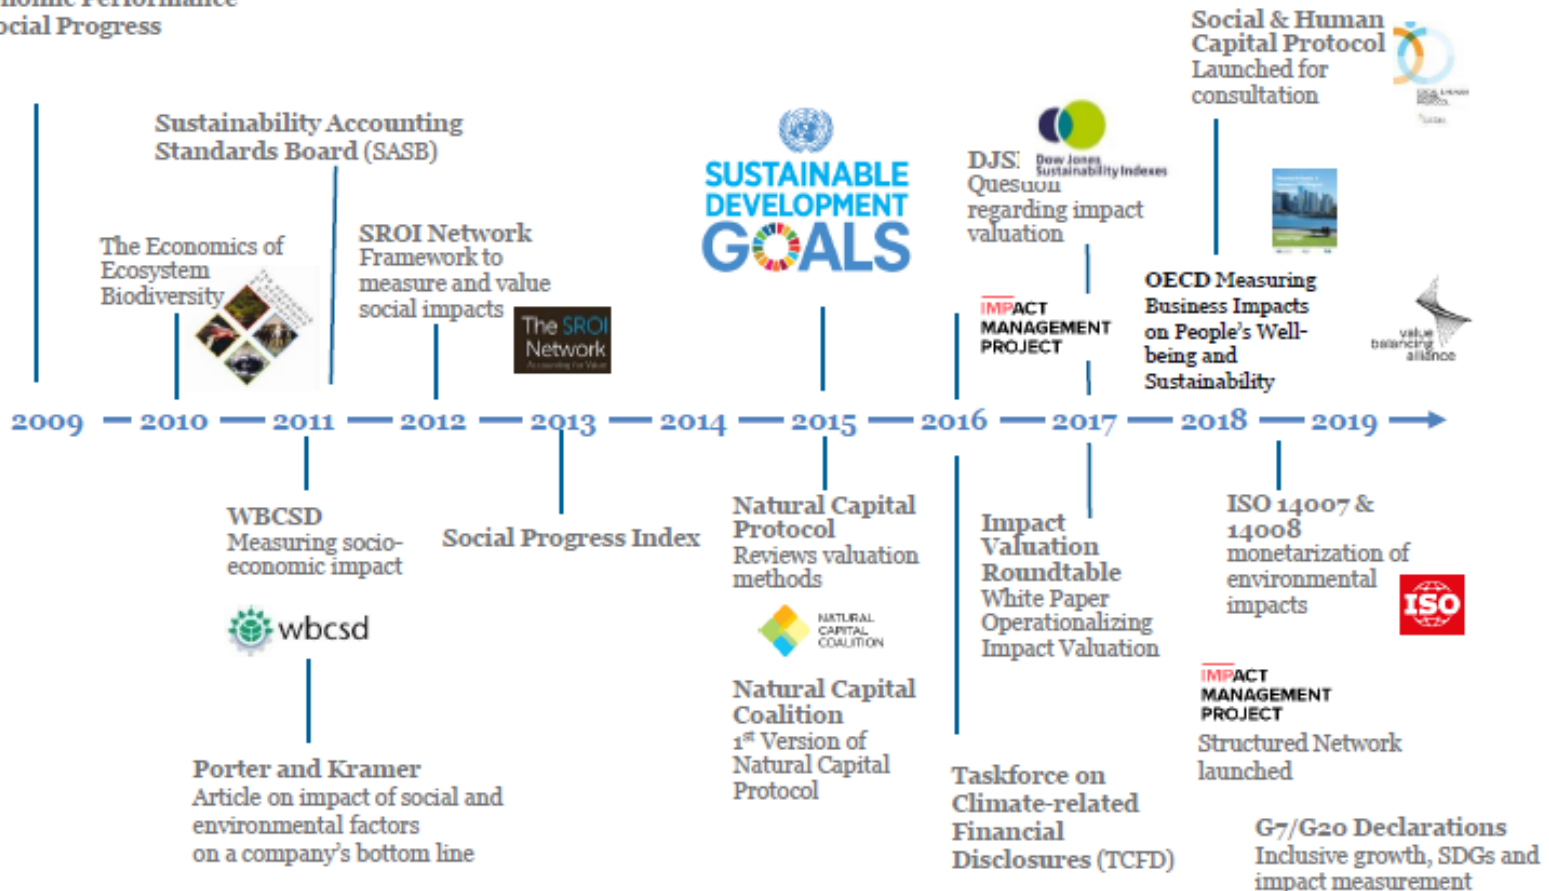 ocial Progress
Social & Human
Capital Protocol
Launched for
consultation
Sustainability Accounting
Standards Board (SASB)
The Economics of
Ecosystem
Biodiversity
SROI Network
Framework to
measure and value
social impacts
The SROI
Network
Accounting for Value
SUSTAINABLE
DEVELOPMENT
GOALS
DJS
Dow Jones
Sustainability Indexes
Question
regarding impact
valuation
IMPACT
MANAGEMENT
PROJECT
OECD Measuring
Business Impacts
on People's Well-
being and
Sustainability
value
balancing
alliance
2009 2010 2011 2012 2013 2014 2015 2016 2017 2018 2019
WBCSD
Measuring socio-
economic impact
wbcsd
Porter and Kramer
Article on impact of social and
environmental factors
on a company's bottom line
Social Progress Index
Natural Capital
Protocol
Reviews valuation
methods
NATURAL
CAPITAL
COALITION
Natural Capital
Coalition
1st Version of
Natural Capital
Protocol
Taskforce on
Climate-related
Financial
Disclosures (TCFD)
Impact
Valuation
Roundtable
White Paper
Operationalizing
Impact Valuation
ISO 14007 &
14008
monetarization of
environmental
impacts
ISO
IMPACT
MANAGEMENT
PROJECT
Structured Network
launched
G7/G20 Declarations
Inclusive growth, SDGs and
impact measurement